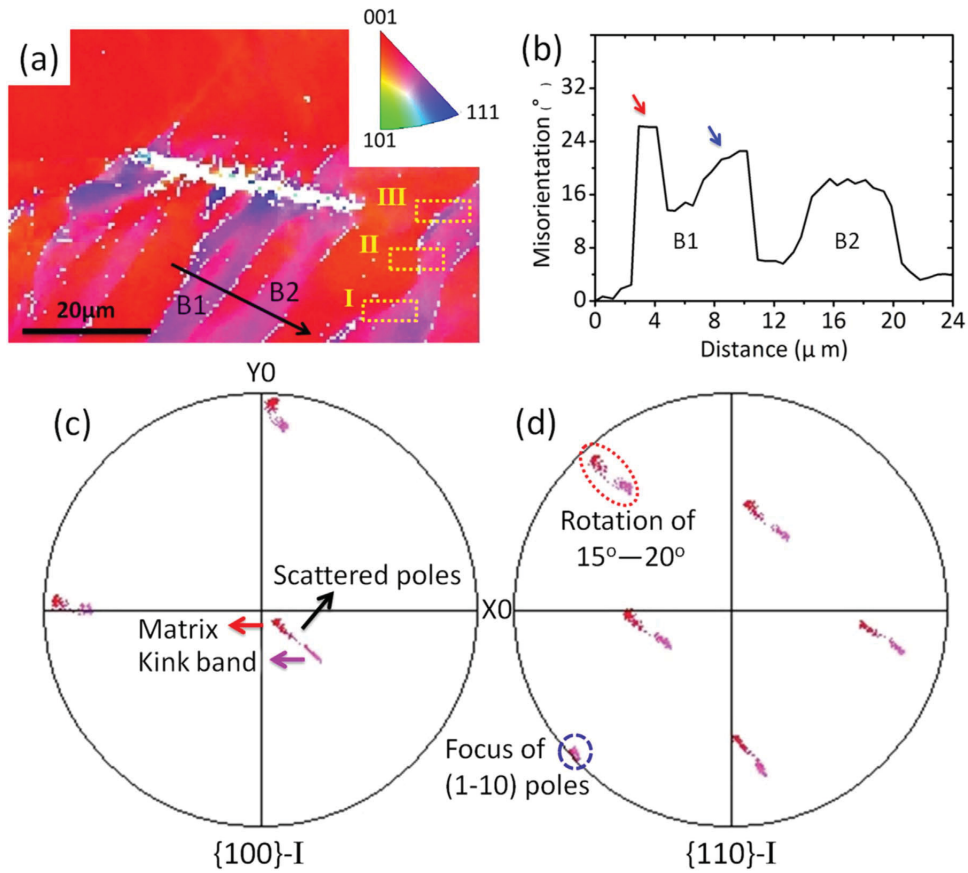 (a)
001
101
111
III
II
I
B1
B2
20μm
(b)
Misorientation(°)
32
24
16
8
0
B1
B2
0
4
8
12
16
20
24
Distance (μ m)
(c)
Y0
X0
Scattered poles
Matrix
Kink band
{100}-I
(d)
Rotation of
15°—20°
Focus of
(1-10) poles
{110}-I